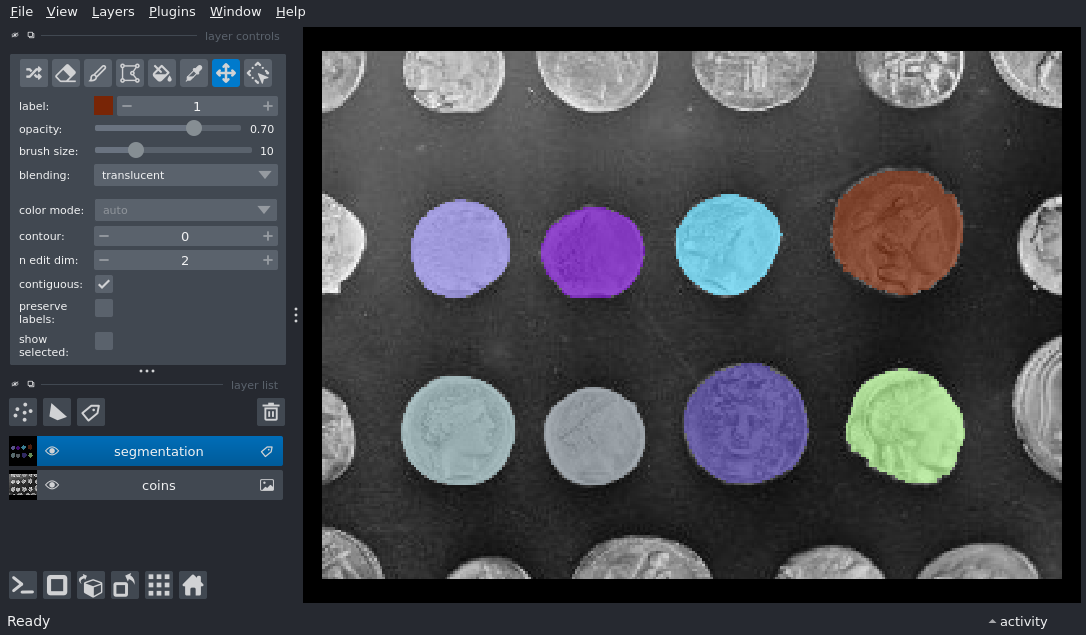 File View Layers Plugins Window Help
layer controls
label: 1
opacity: 0.70
brush size: 10
blending: translucent
color mode: auto
contour: 0
n edit dim: 2
contiguous:
preserve
labels:
show
selected:
layer list
segmentation
coins
Ready
activity